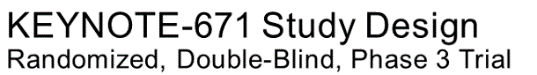 KEYNOTE-671 Study Design
Randomized, Double-Blind, Phase 3 Trial